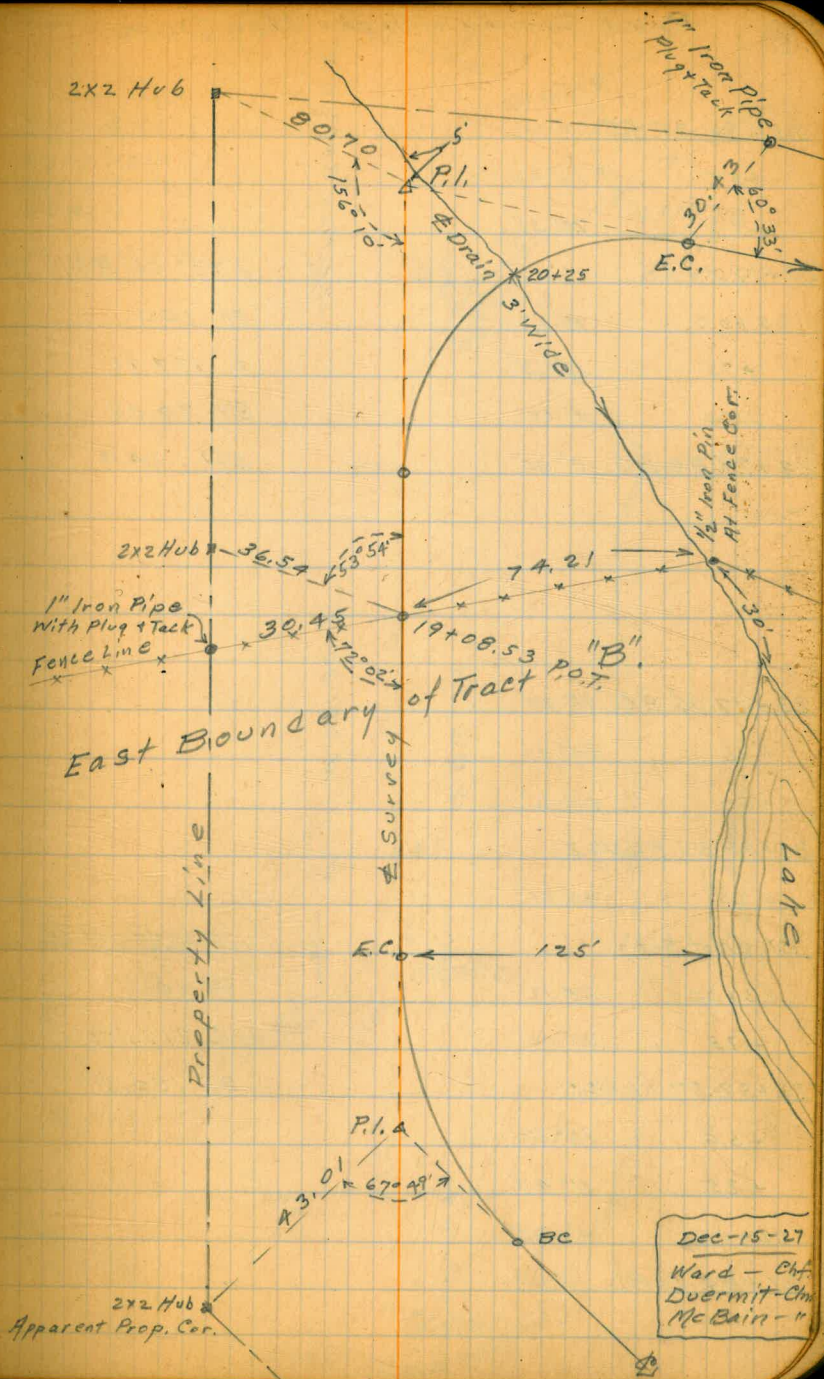 1" Iron Pipe
Plug & Tack
2x2 Hub
80.70
156°10'
5
P.I.
30.31
60°33'
E.C.
℄ Drain
20+25
3' Wide
1/2" Iron Pin
At Fence Cor.
2x2 Hub
36.54
53°54'
74.21
30'
1" Iron Pipe
With Plug & Tack
30.45
Fence Line
72°02'
19+08.53
P.O.T.
East Boundary of Tract "B".
℄ Survey
Property Line
Lake
E.C.
125'
P.I.
43.01
67°49'
BC
2x2 Hub
Apparent Prop. Cor.
Dec-15-27
Ward - Chf.
Duermit-Chn
McBain - "